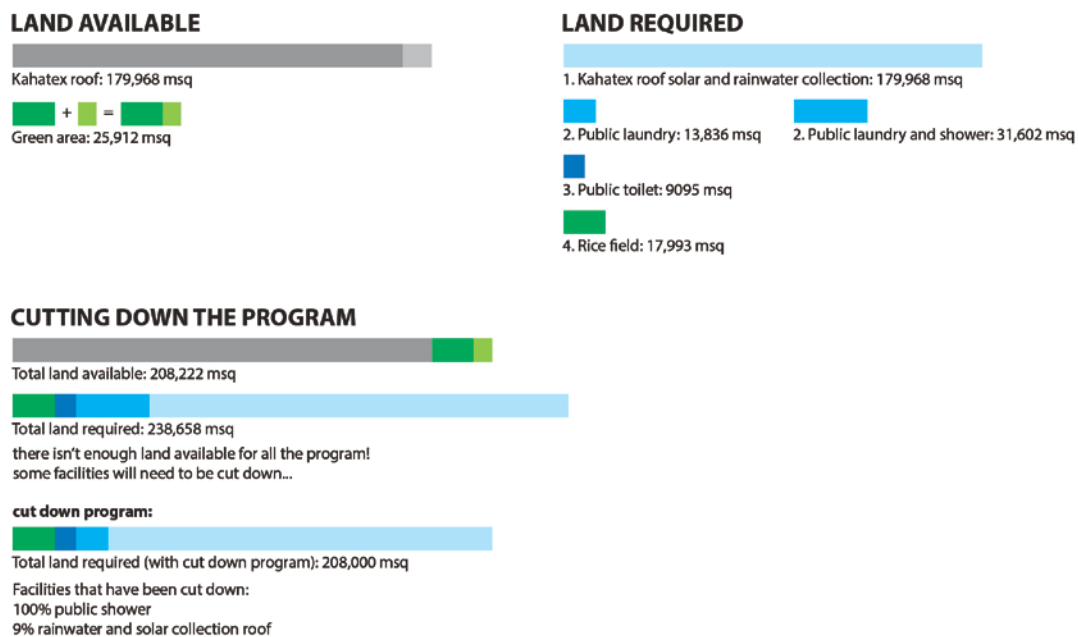 LAND AVAILABLE
Kahatex roof: 179,968 msq
+ =
Green area: 25,912 msq
LAND REQUIRED
1. Kahatex roof solar and rainwater collection: 179,968 msq
2. Public laundry: 13,836 msq
2. Public laundry and shower: 31,602 msq
3. Public toilet: 9095 msq
4. Rice field: 17,993 msq
CUTTING DOWN THE PROGRAM
Total land available: 208,222 msq
Total land required: 238,658 msq
there isn't enough land available for all the program!
some facilities will need to be cut down...
cut down program:
Total land required (with cut down program): 208,000 msq
Facilities that have been cut down:
100% public shower
9% rainwater and solar collection roof